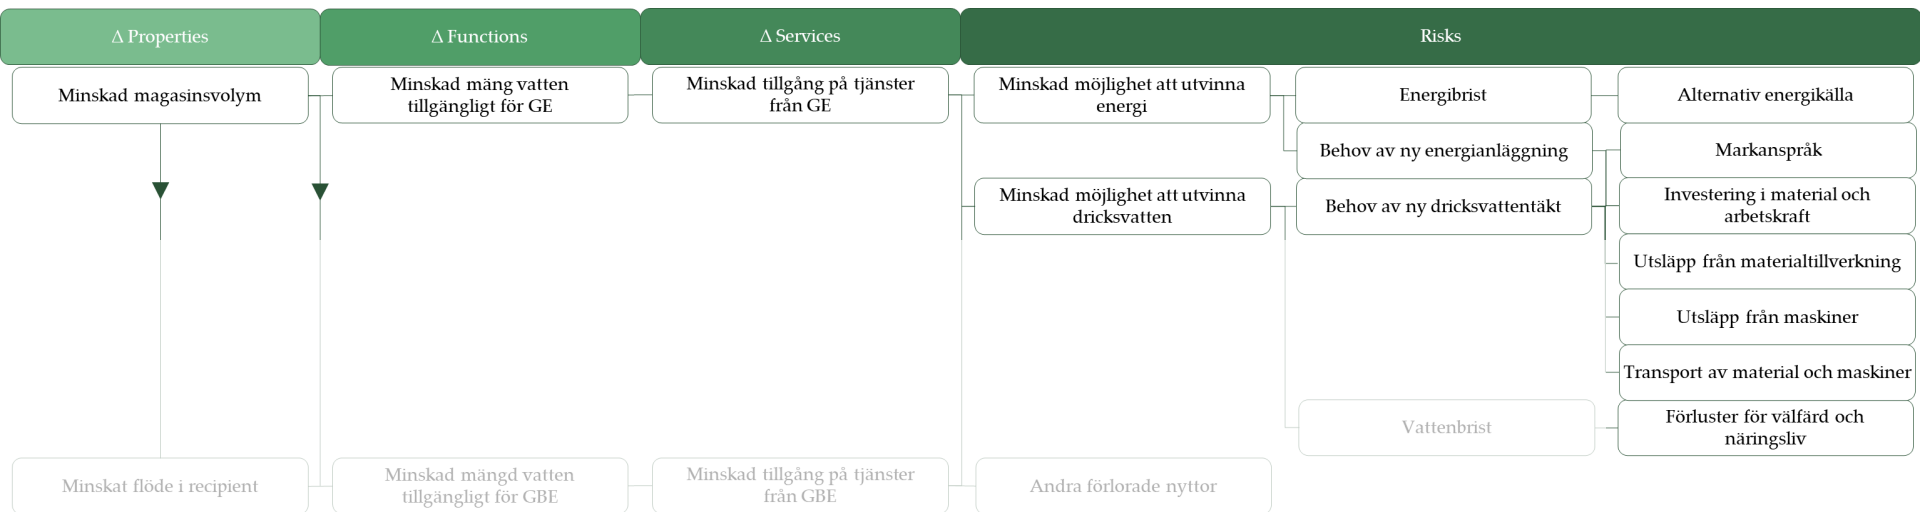 Δ Properties
Δ Functions
Δ Services
Risks
Minskad magasinsvolym
Minskad mäng vatten
tillgängligt för GE
Minskad tillgång på tjänster
från GE
Minskad möjlighet att utvinna
energi
Energibrist
Alternativ energikälla
Behov av ny energianläggning
Markanspråk
Minskad möjlighet att utvinna
dricksvatten
Behov av ny dricksvattentäkt
Investering i material och
arbetskraft
Utsläpp från materialtillverkning
Utsläpp från maskiner
Transport av material och maskiner
Vattenbrist
Förluster för välfärd och
näringsliv
Minskat flöde i recipient
Minskad mängd vatten
tillgängligt för GBE
Minskad tillgång på tjänster
från GBE
Andra förlorade nyttor